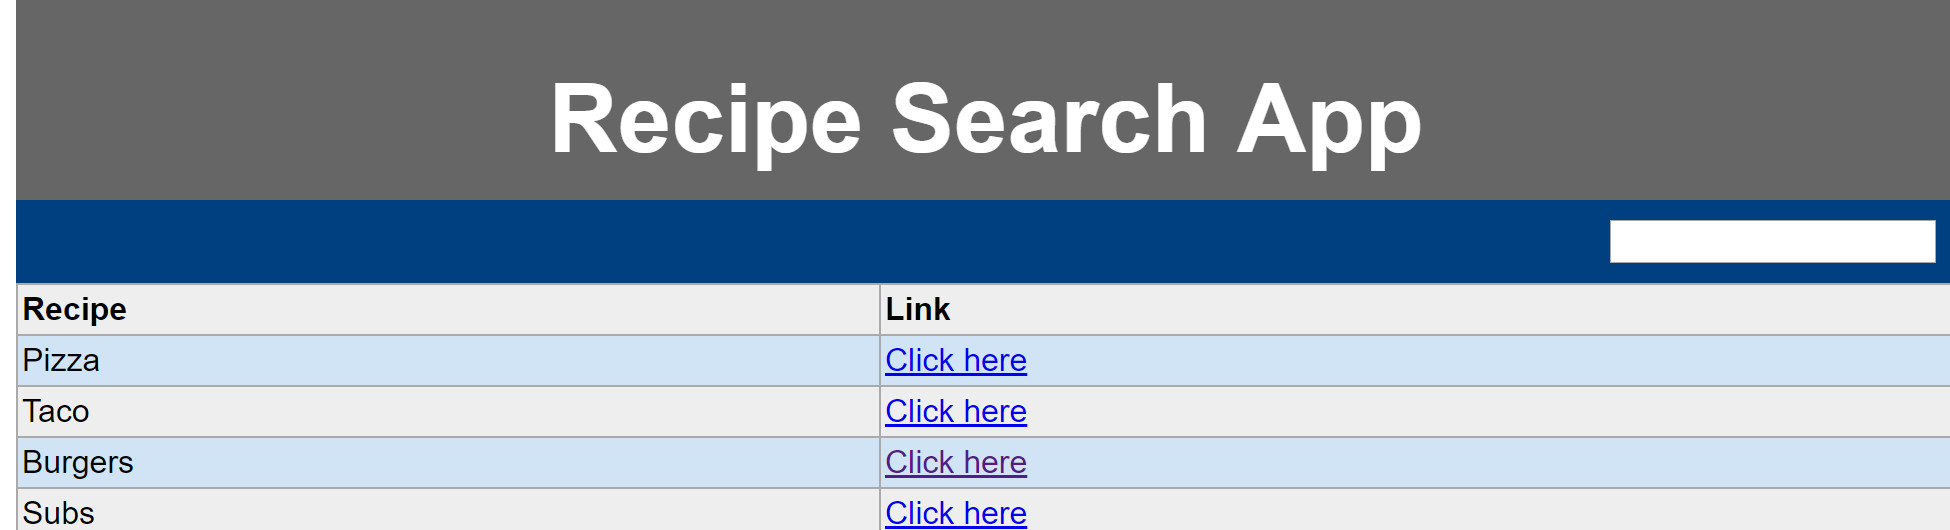 Recipe Search App
Recipe Link
Pizza Click here
Taco Click here
Burgers Click here
Subs Click here